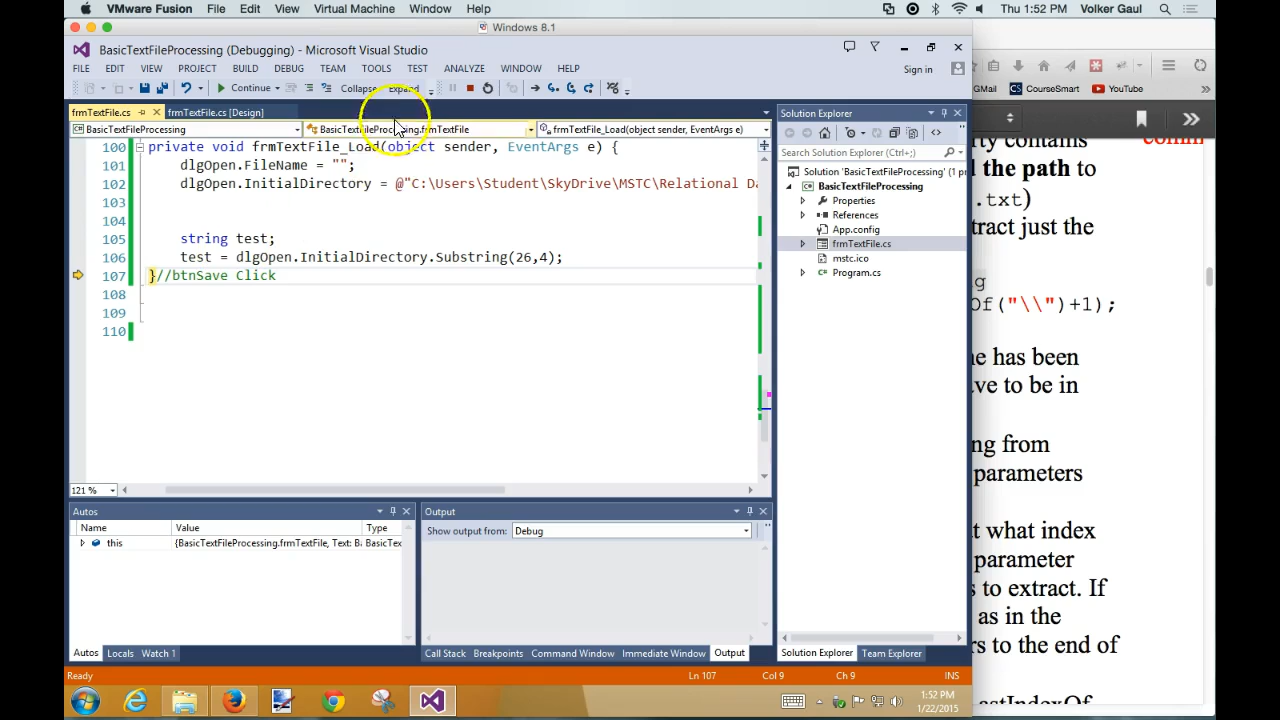 VMware Fusion File Edit View Virtual Machine Window Help Thu 1:52 PM Volker Gaul
Windows 8.1
BasicTextFileProcessing (Debugging) - Microsoft Visual Studio
FILE EDIT VIEW PROJECT BUILD DEBUG TEAM TOOLS TEST ANALYZE WINDOW HELP Sign in
Continue Collapse Expand
frmTextFile.cs frmTextFile.cs [Design]
BasicTextFileProcessing BasicTextFileProcessing.frmTextFile frmTextFile_Load(object sender, EventArgs e)
100 private void frmTextFile_Load(object sender, EventArgs e) {
101 dlgOpen.FileName = "";
102 dlgOpen.InitialDirectory = @"C:\Users\Student\SkyDrive\MSTC\Relational Da
103
104
105 string test;
106 test = dlgOpen.InitialDirectory.Substring(26,4);
107 }//btnSave Click
108
109
110
121 %
Autos
Name Value Type
this {BasicTextFileProcessing.frmTextFile, Text: Ba BasicTex
Autos Locals Watch 1
Output
Show output from: Debug
Call Stack Breakpoints Command Window Immediate Window Output
Solution Explorer
Search Solution Explorer (Ctrl+;)
Solution 'BasicTextFileProcessing' (1 p
BasicTextFileProcessing
Properties
References
App.config
frmTextFile.cs
mstc.ico
Program.cs
Solution Explorer Team Explorer
Ready Ln 107 Col 9 Ch 9 INS
1:52 PM
1/22/2015
GMail CourseSmart YouTube
rty contains
d the path to
.txt)
tract just the
g
Of("\\")+1);
ne has been
ve to be in
ng from
parameters
t what index
parameter
s to extract. If
as in the
rs to the end of
astIndexOf